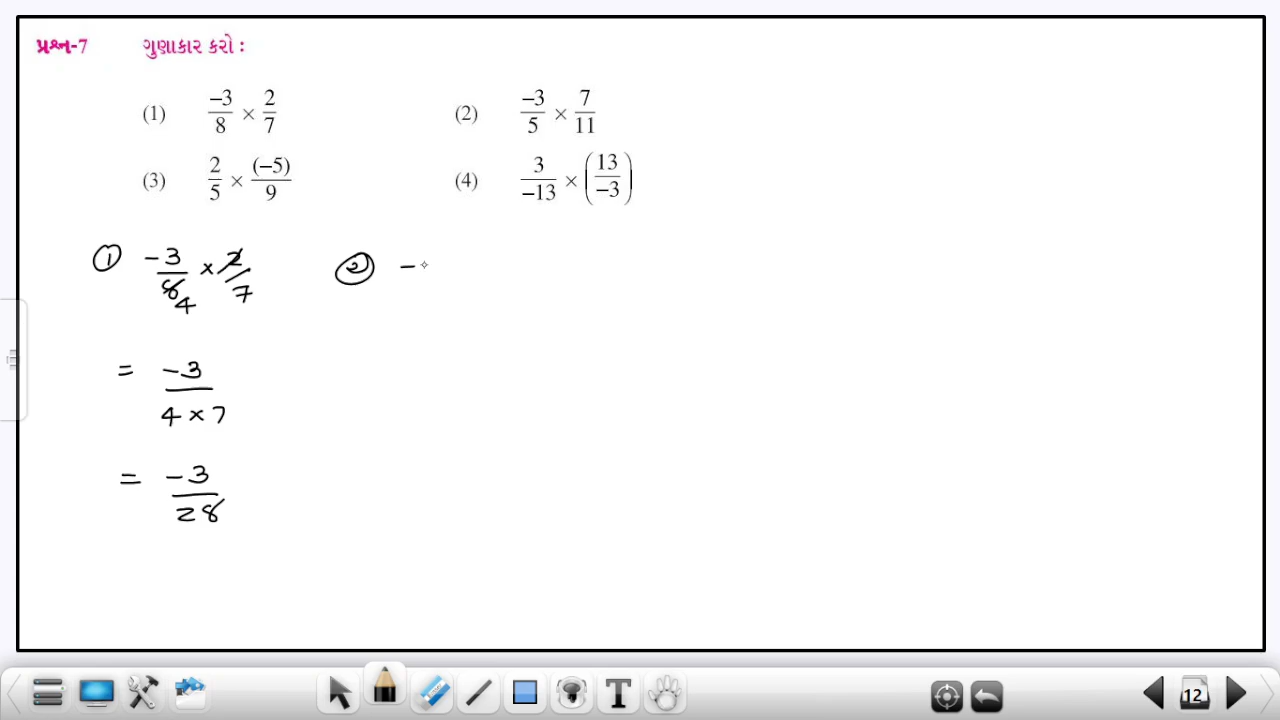 પ્રશ્ન-7 ગુણાકાર કરો :
(1) −3/8 × 2/7 (2) −3/5 × 7/11
(3) 2/5 × (−5)/9 (4) 3/−13 × (13/−3)
① −3/8 4 × 2/7 ② −
= −3/4 × 7
= −3/28
T
12